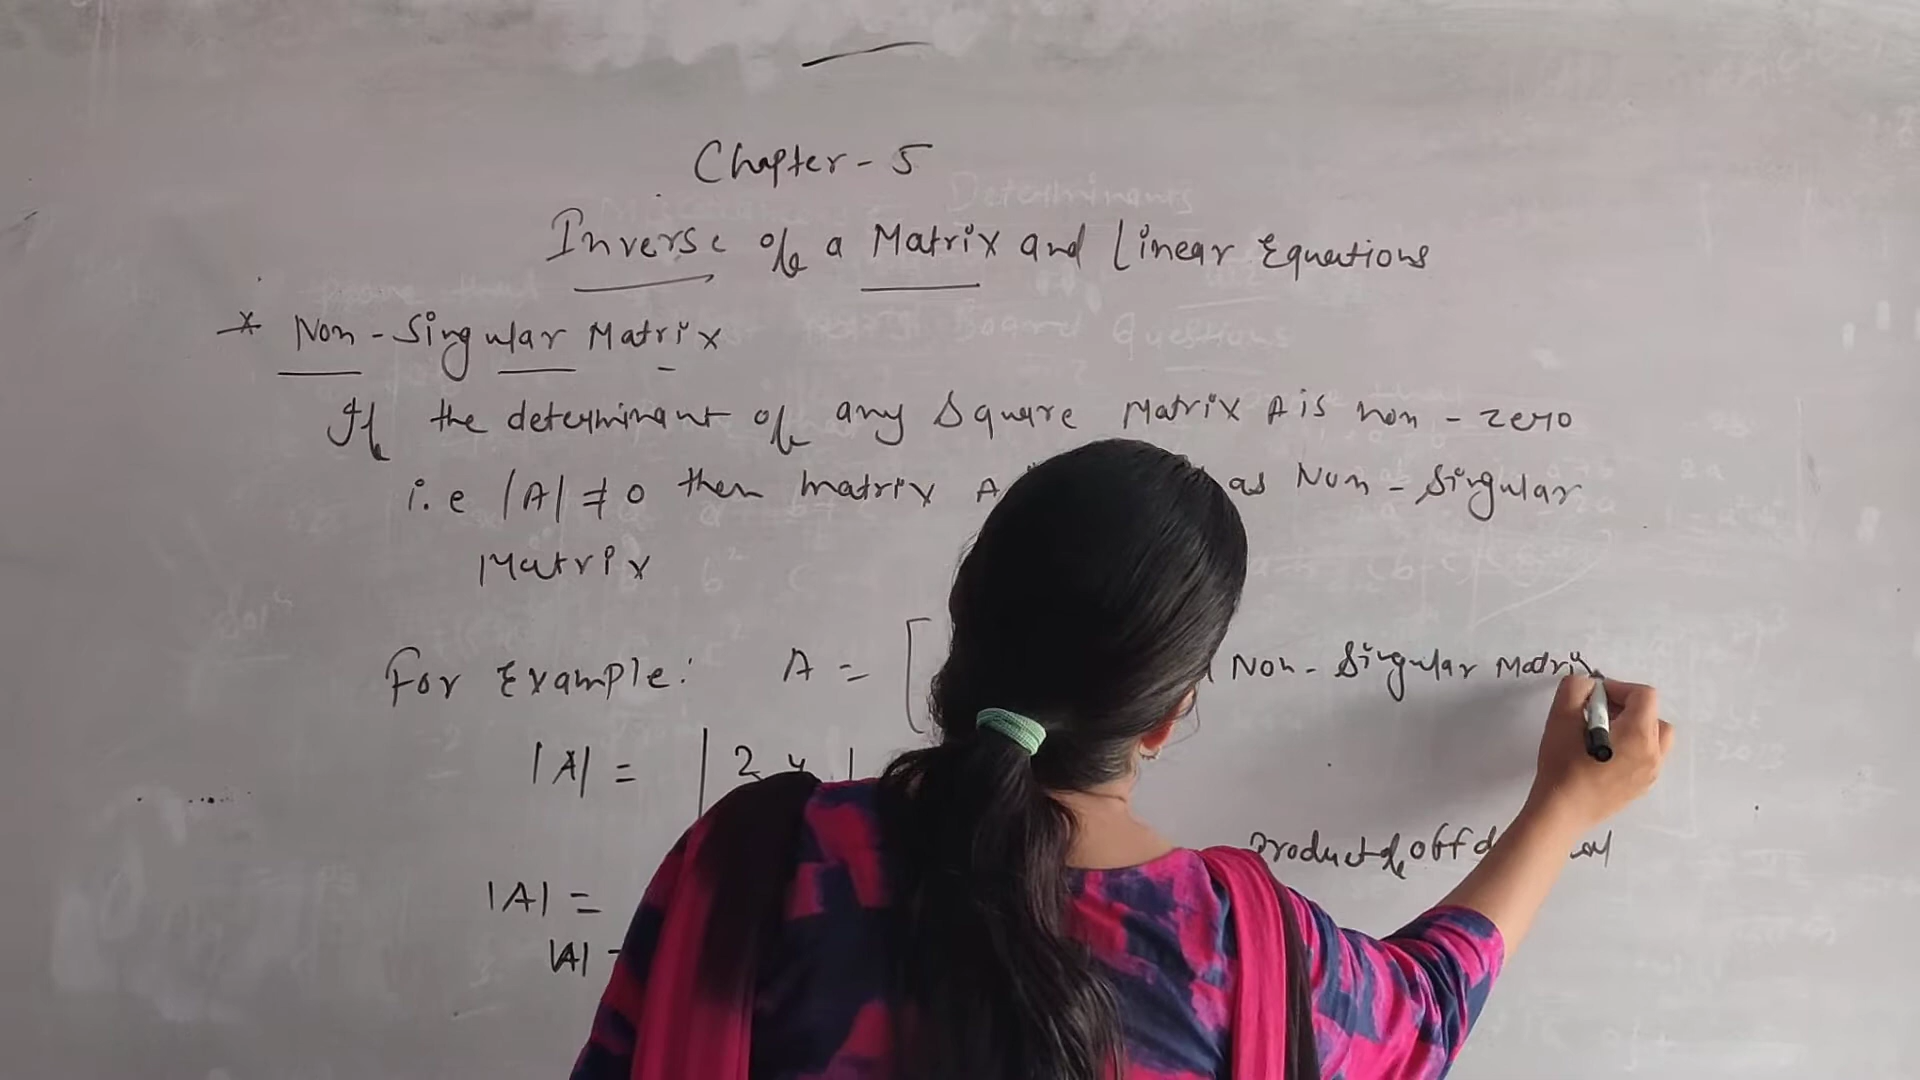 Chapter - 5
Inverse of a Matrix and Linear Equations
* Non - Singular Matrix
If the determinant of any square Matrix A is non - zero
i.e |A| ≠ 0 then matrix A as Non - Singular
Matrix
For Example: A = [ Non - Singular Matrix
|A| = | 2 4 |
Product of off
|A| =
|A| =